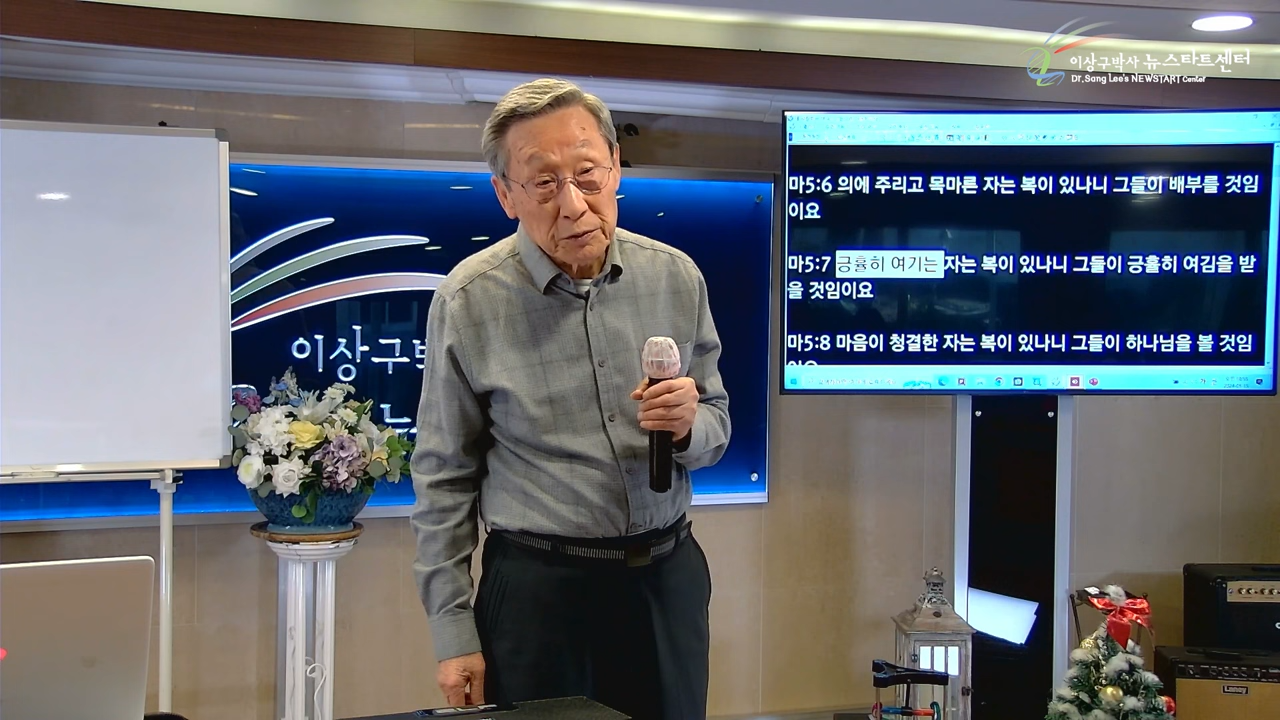 이상구박사 뉴스타트센터
Dr.Sang Lee's NEWSTART Center
마5:6 의에 주리고 목마른 자는 복이 있나니 그들이 배부를 것임
이요
마5:7 긍휼히 여기는 자는 복이 있나니 그들이 긍휼히 여김을 받
을 것임이요
마5:8 마음이 청결한 자는 복이 있나니 그들이 하나님을 볼 것임
이상구
Laney